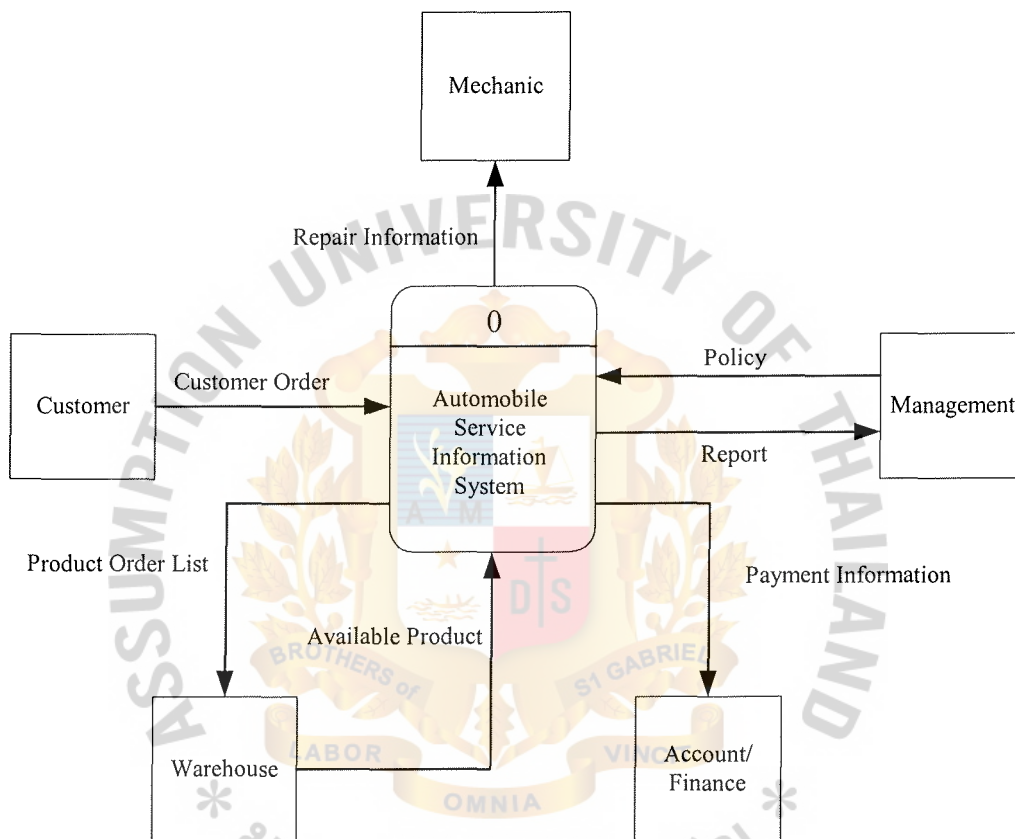 Mechanic
Repair Information
0
Customer
Customer Order
Automobile
Service
Information
System
Policy
Management
Report
Product Order List
Payment Information
Available Product
Warehouse
Account/
Finance
ASSUMPTION UNIVERSITY OF THAILAND
A M
D S
BROTHERS of
S1 GABRIEL
LABOR
VINCIT
OMNIA